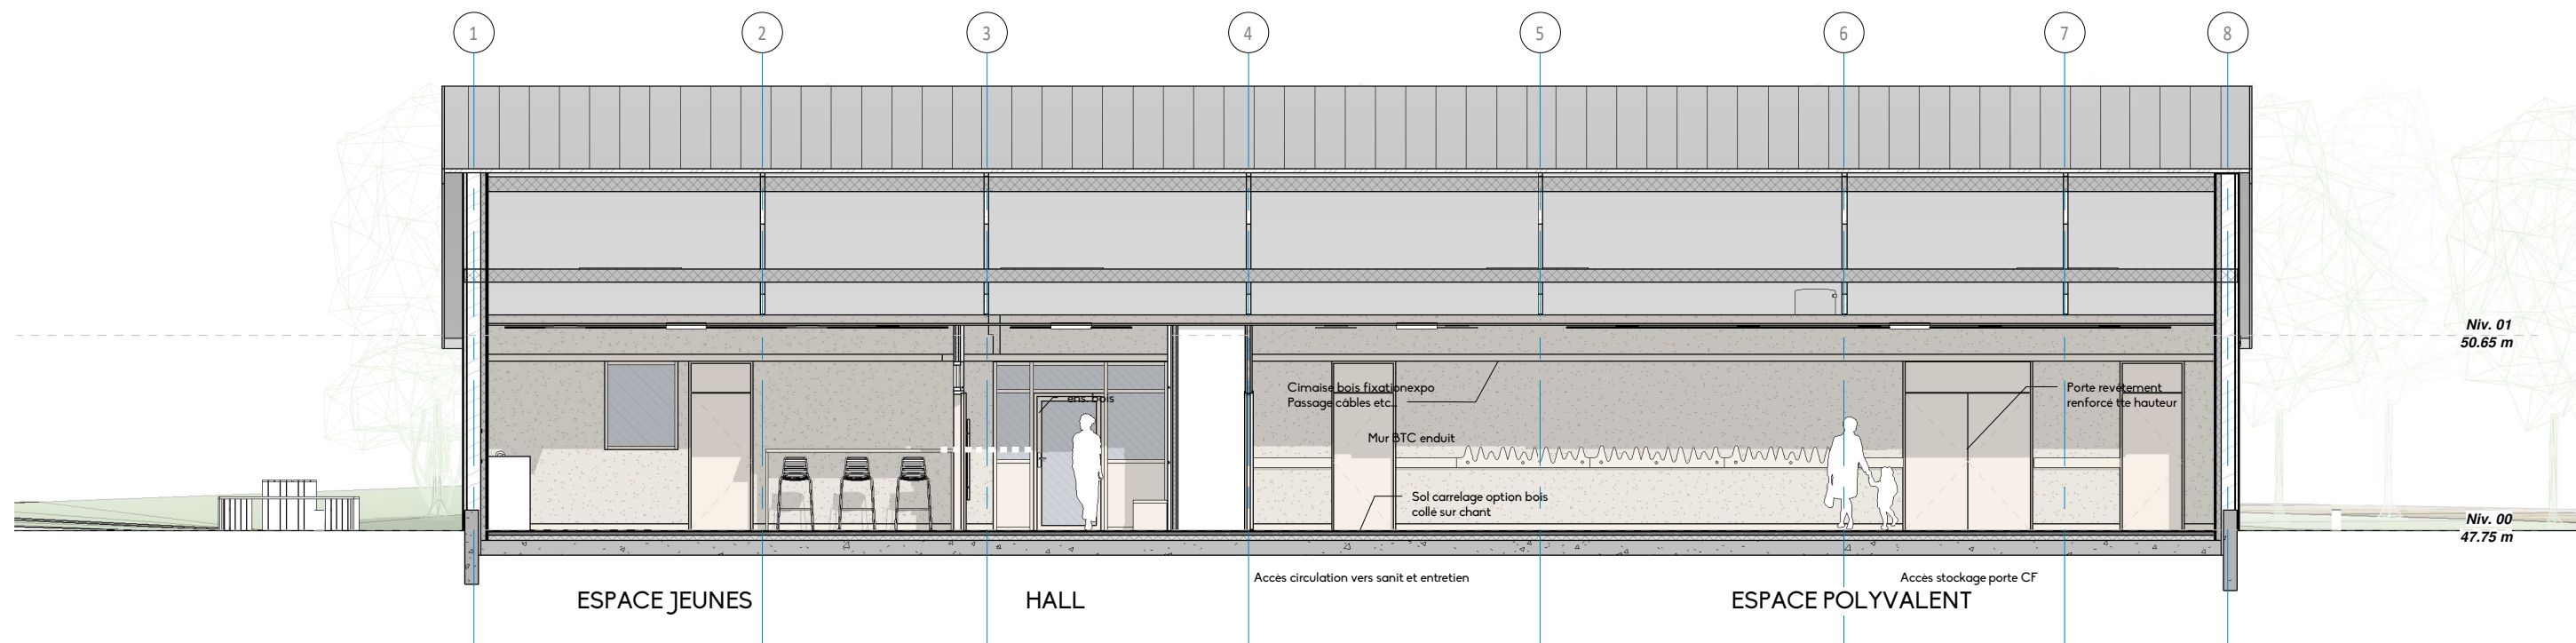 1 2 3 4 5 6 7 8
Niv. 01
50.65 m
Cimaise bois fixationexpo
Passage câbles etc...
ens. bois
Porte revêtement
renforcé tte hauteur
Mur BTC enduit
Sol carrelage option bois
collé sur chant
Niv. 00
47.75 m
Accès circulation vers sanit et entretien
Accès stockage porte CF
ESPACE JEUNES
HALL
ESPACE POLYVALENT